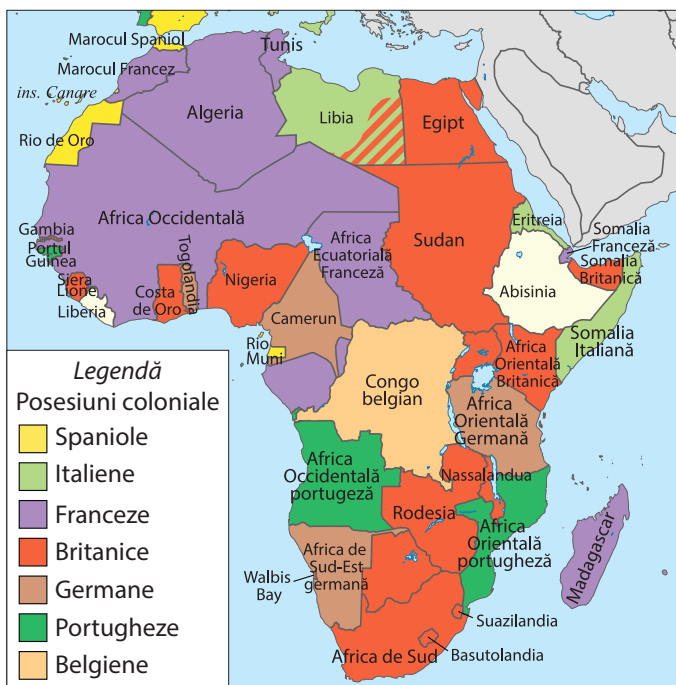 Marocul Spaniol
Tunis
Marocul Francez
ins. Canare
Algeria
Libia
Egipt
Rio de Oro
Africa Occidentală
Gambia
Portul
Guinea
Siera
Lione
Liberia
Costa
de Oro
Togolandia
Nigeria
Camerun
Rio
Muni
Africa
Ecuatorială
Franceză
Sudan
Eritreia
Somalia
Franceză
Somalia
Britanică
Abisinia
Somalia
Italiană
Africa
Orientală
Britănică
Congo
belgian
Africa
Orientală
Germană
Africa
Occidentală
portugeză
Nassalandua
Rodesia
Africa
Orientală
portugheză
Madagascar
Africa de
Sud-Est
germană
Walbis
Bay
Suazilandia
Basutolandia
Africa de Sud
Legendă
Posesiuni coloniale
Spaniole
Italiene
Franceze
Britanice
Germane
Portugheze
Belgiene